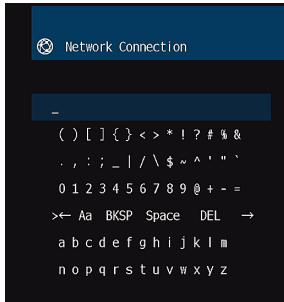 Network Connection
_
( ) [ ] { } < > * ! ? # % &
. , : ; _ | / \ $ ~ ^ ' " `
0 1 2 3 4 5 6 7 8 9 @ + - =
>← Aa BKSP Space DEL →
a b c d e f g h i j k l m
n o p q r s t u v w x y z